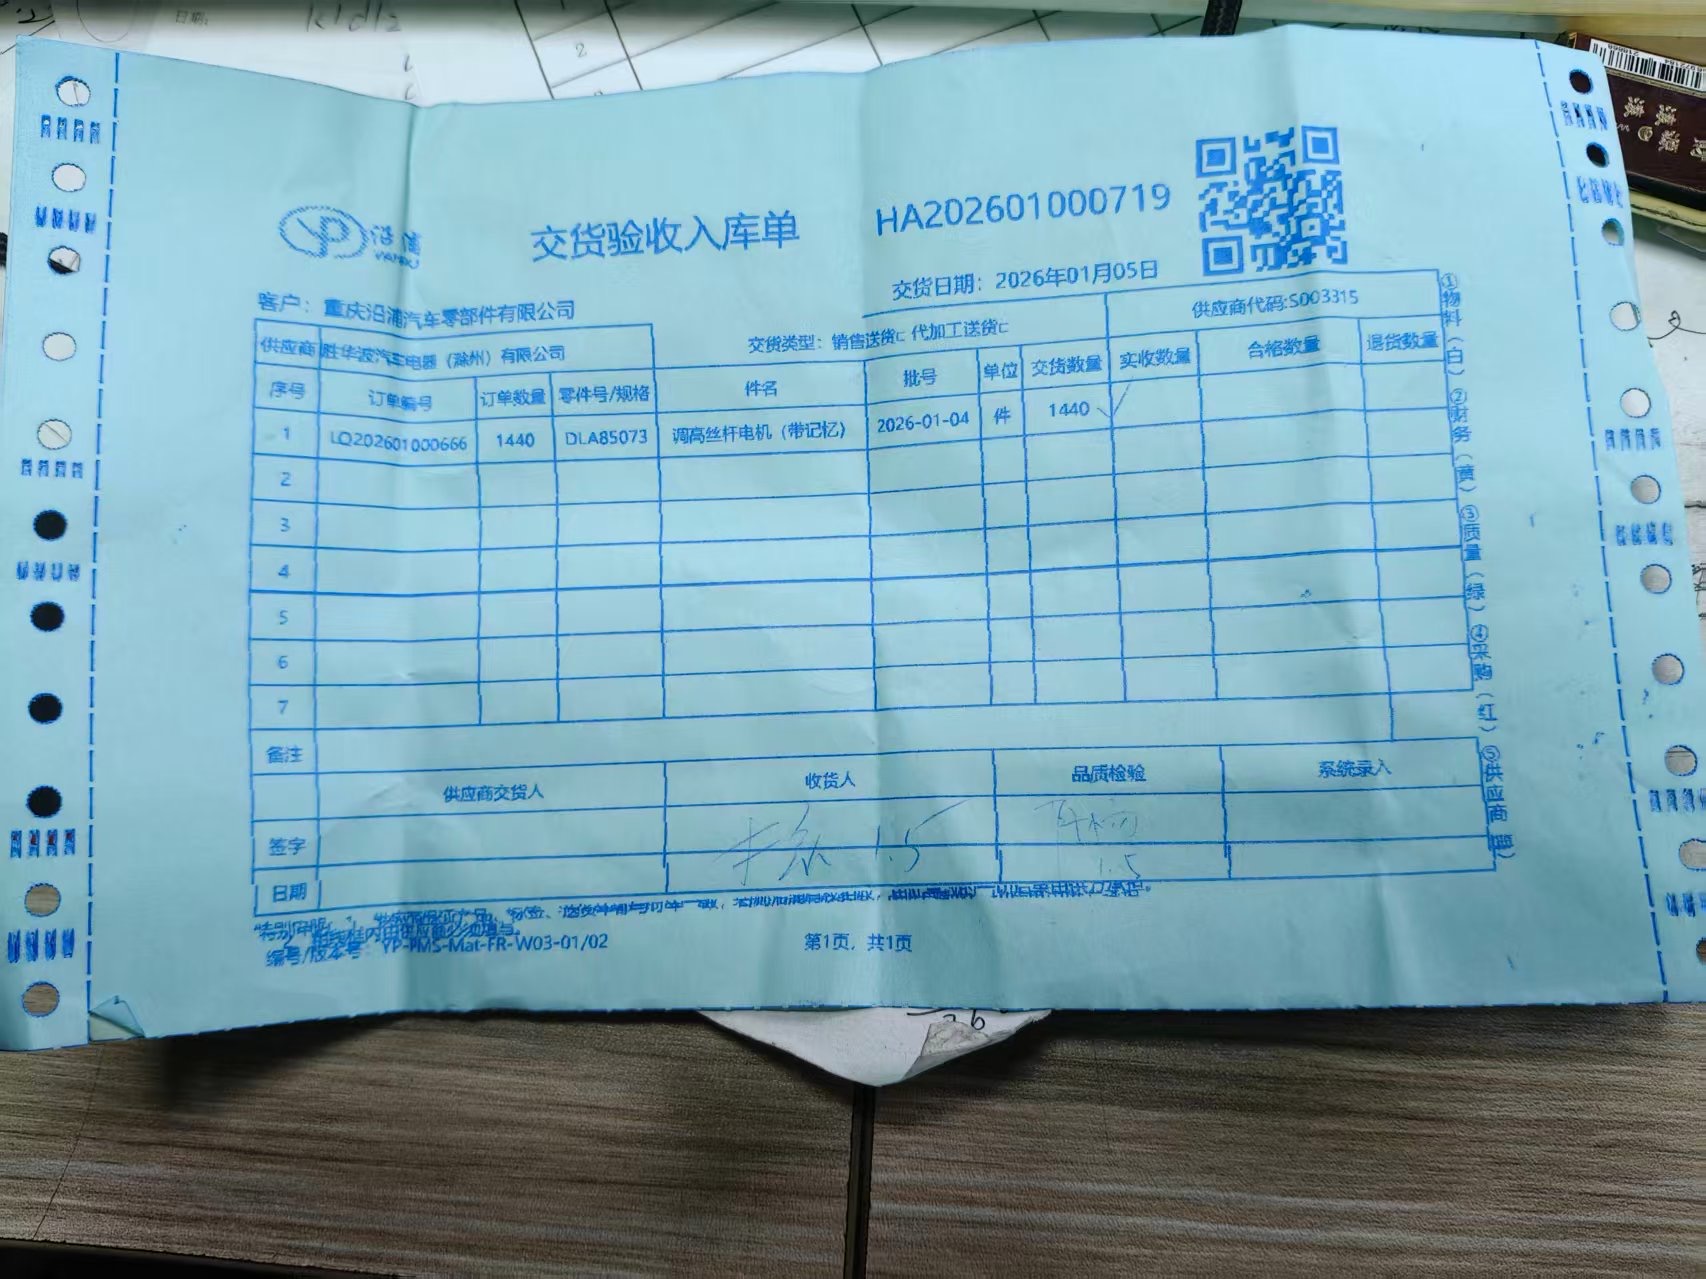 交货验收入库单
HA202601000719
交货日期：2026年01月05日
客户：重庆沿浦汽车零部件有限公司
供应商 胜华波汽车电器（滁州）有限公司 交货类型：销售送货□ 代加工送货□ 供应商代码:S003315
序号 订单编号 订单数量 零件号/规格 件名 批号 单位 交货数量 实收数量 合格数量 退货数量
1 LQ202601000666 1440 DLA85073 调高丝杆电机（带记忆） 2026-01-04 件 1440
2
3
4
5
6
7
备注
供应商交货人 收货人 品质检验 系统录入
签字 1.5
日期 1.5
编号/版本号 YP-PMS-Mat-FR-W03-01/02
第1页，共1页
①物料（白）②财务（黄）③质量（绿）④采购（红）⑤供应商